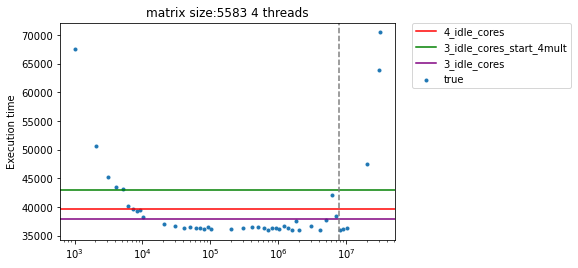 matrix size:5583 4 threads
Execution time
70000
65000
60000
55000
50000
45000
40000
35000
10³
10⁴
10⁵
10⁶
10⁷
4_idle_cores
3_idle_cores_start_4mult
3_idle_cores
true